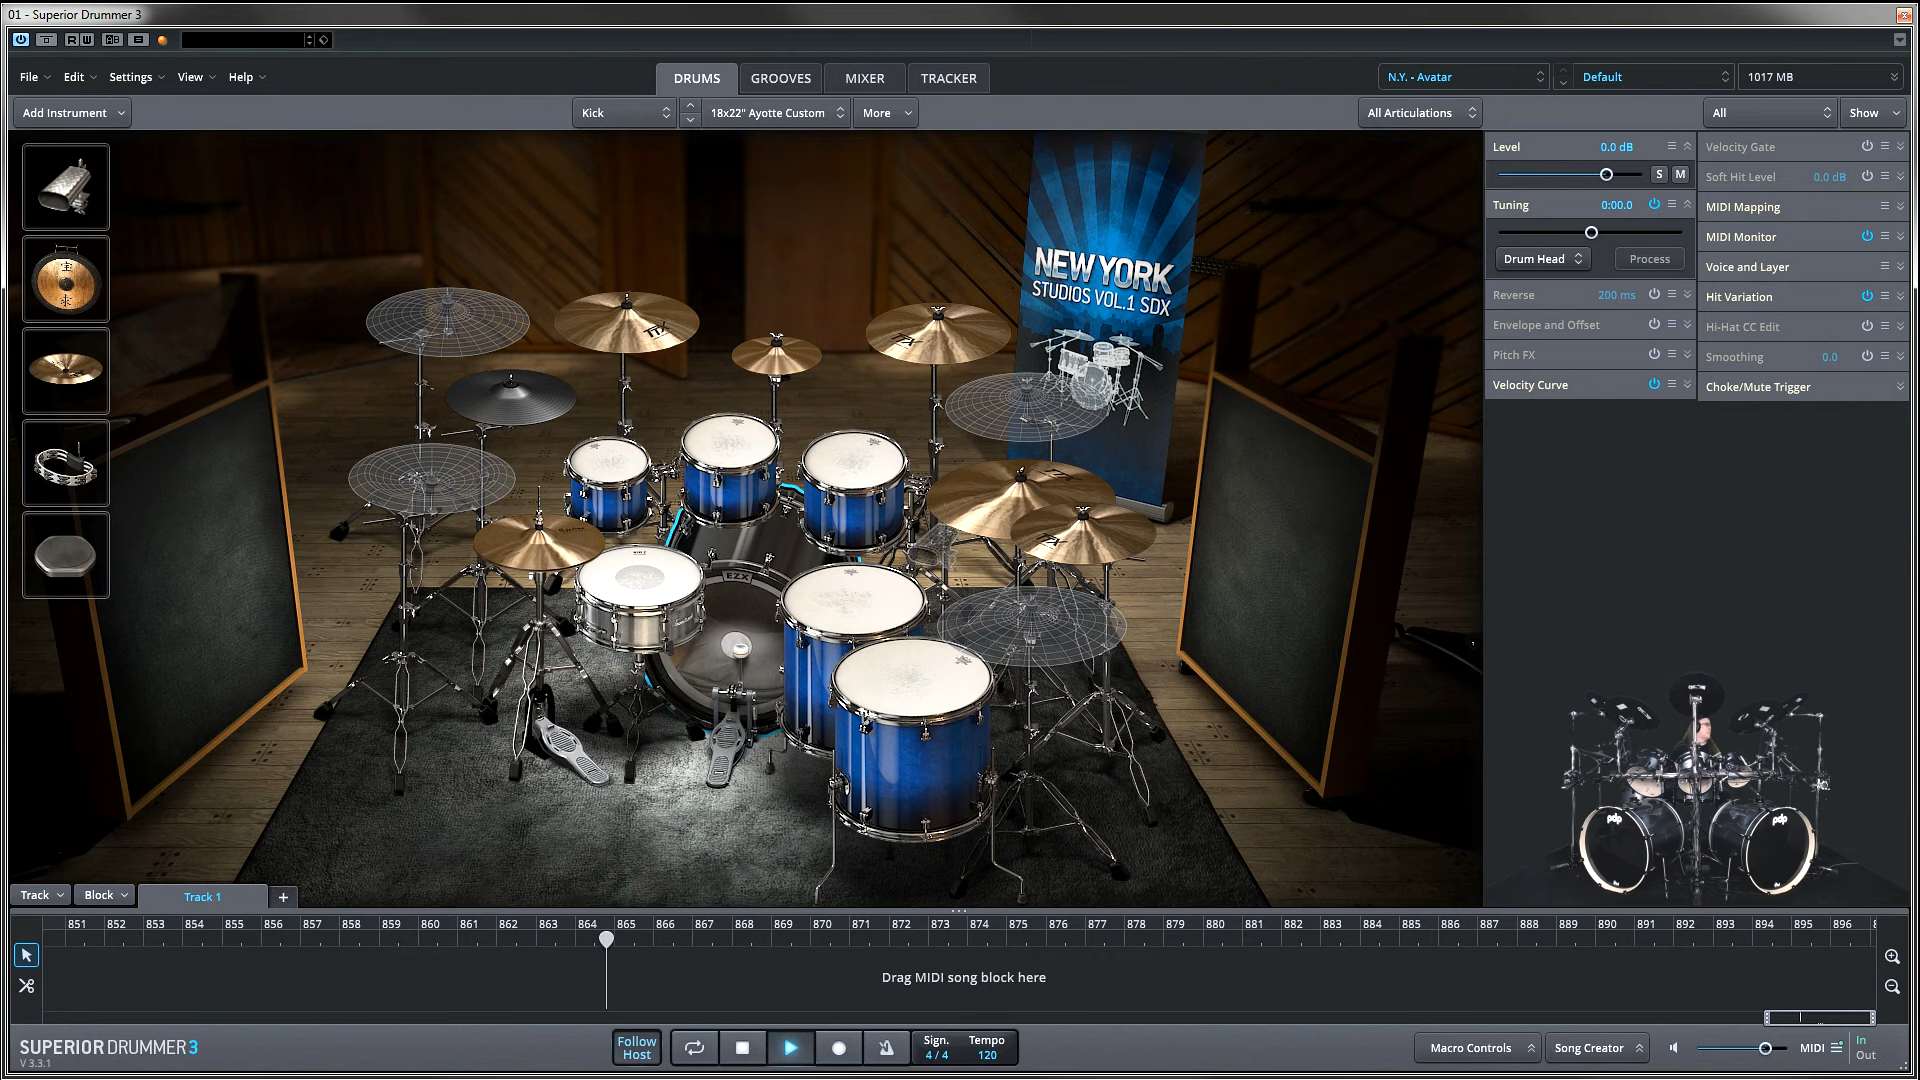 01 - Superior Drummer 3
R W AB
File Edit Settings View Help
DRUMS GROOVES MIXER TRACKER
N.Y. - Avatar Default 1017 MB
Add Instrument
Kick 18x22" Ayotte Custom More
All Articulations All Show
Level 0.0 dB
S M
Tuning 0:00.0
Drum Head Process
Reverse 200 ms
Envelope and Offset
Pitch FX
Velocity Curve
Velocity Gate
Soft Hit Level 0.0 dB
MIDI Mapping
MIDI Monitor
Voice and Layer
Hit Variation
Hi-Hat CC Edit
Smoothing 0.0
Choke/Mute Trigger
NEW YORK
STUDIOS VOL.1 SDX
TTX
EZX
pdp pdp
Track Block Track 1 +
851 852 853 854 855 856 857 858 859 860 861 862 863 864 865 866 867 868 869 870 871 872 873 874 875 876 877 878 879 880 881 882 883 884 885 886 887 888 889 890 891 892 893 894 895 896
Drag MIDI song block here
SUPERIOR DRUMMER 3
V 3.3.1
Follow
Host
Sign. Tempo
4 / 4 120
Macro Controls Song Creator
MIDI In
Out